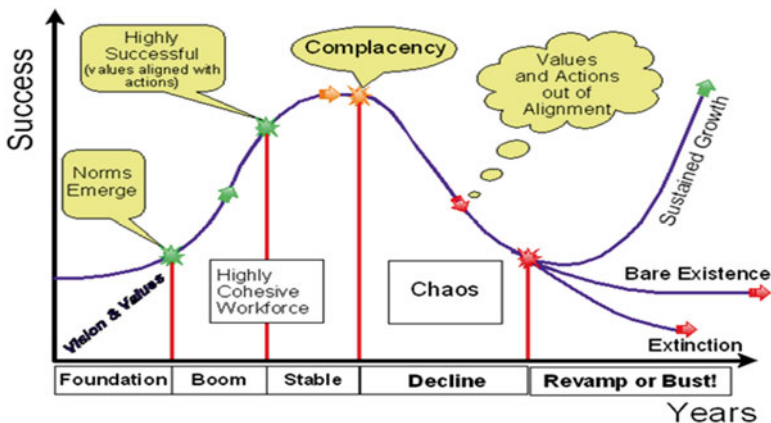 Success
Highly
Successful
(values aligned with
actions)
Complacency
Values
and Actions
out of
Alignment
Norms
Emerge
Sustained Growth
Vision & Values
Highly
Cohesive
Workforce
Chaos
Bare Existence
Extinction
Foundation
Boom
Stable
Decline
Revamp or Bust!
Years